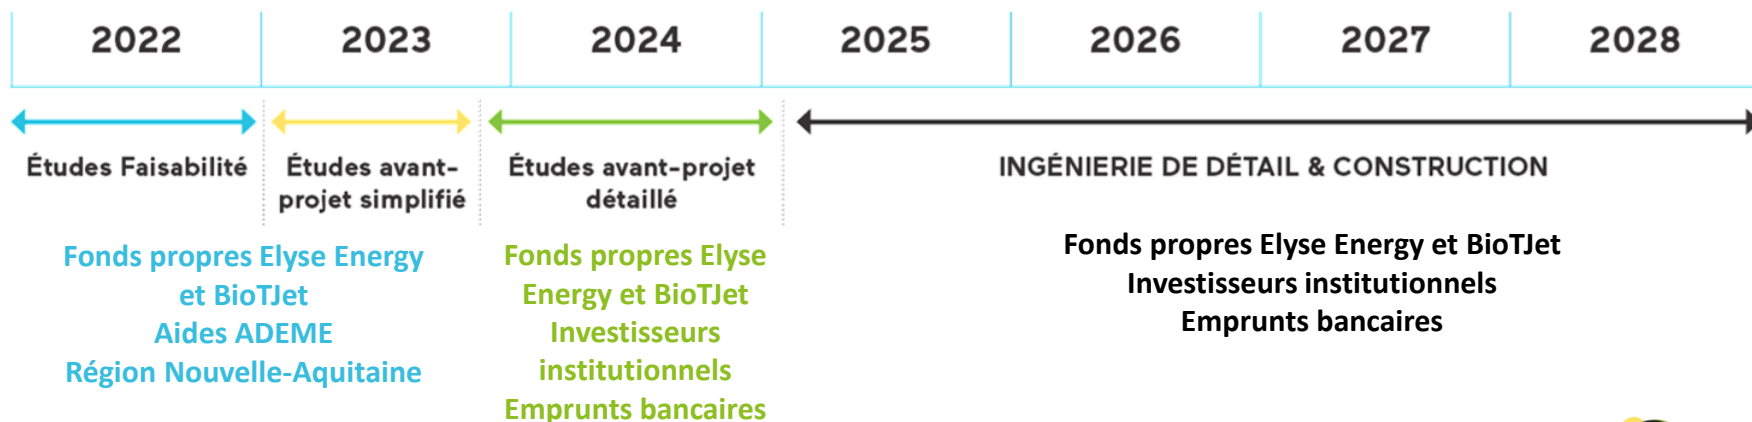 2022 2023 2024 2025 2026 2027 2028
Études Faisabilité
Études avant-
projet simplifié
Études avant-projet
détaillé
INGÉNIERIE DE DÉTAIL & CONSTRUCTION
Fonds propres Elyse Energy
et BioTJet
Aides ADEME
Région Nouvelle-Aquitaine
Fonds propres Elyse
Energy et BioTJet
Investisseurs
institutionnels
Emprunts bancaires
Fonds propres Elyse Energy et BioTJet
Investisseurs institutionnels
Emprunts bancaires